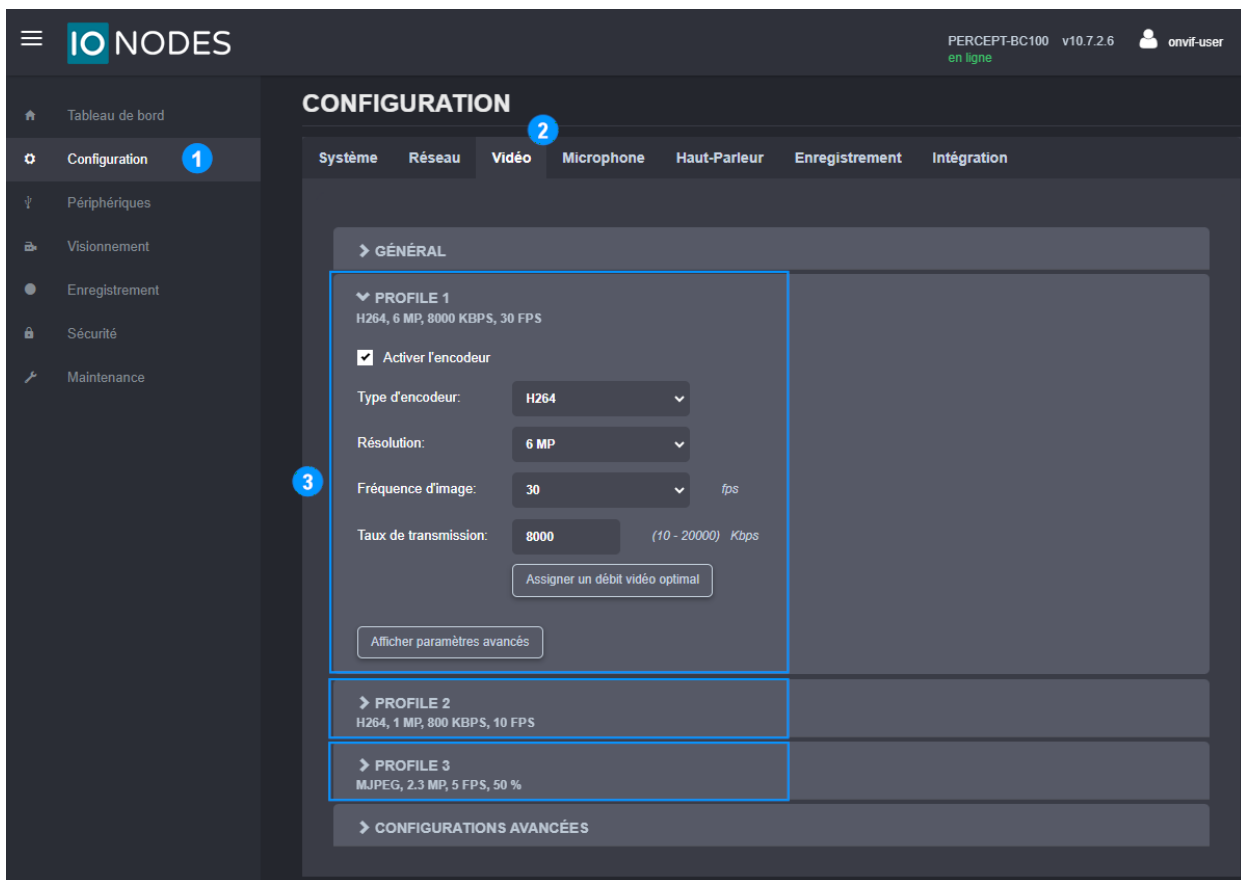 IO NODES
PERCEPT-BC100 v10.7.2.6 onvif-user
en ligne
Tableau de bord
Configuration 1
Périphériques
Visionnement
Enregistrement
Sécurité
Maintenance
CONFIGURATION
2
Système Réseau Vidéo Microphone Haut-Parleur Enregistrement Intégration
GÉNÉRAL
PROFILE 1
H264, 6 MP, 8000 KBPS, 30 FPS
Activer l'encodeur
Type d'encodeur: H264
Résolution: 6 MP
3 Fréquence d'image: 30 fps
Taux de transmission: 8000 (10 - 20000) Kbps
Assigner un débit vidéo optimal
Afficher paramètres avancés
PROFILE 2
H264, 1 MP, 800 KBPS, 10 FPS
PROFILE 3
MJPEG, 2.3 MP, 5 FPS, 50 %
CONFIGURATIONS AVANCÉES